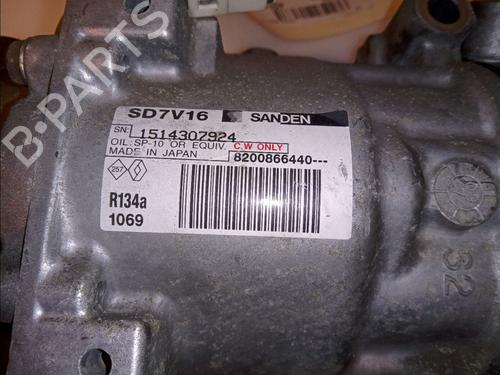 SD7V16 SANDEN
SN: 1514307924
OIL:SP-10 OR EQUIV. C.W ONLY
MADE IN JAPAN 8200866440---
257
R134a
1069
32
B-PARTS